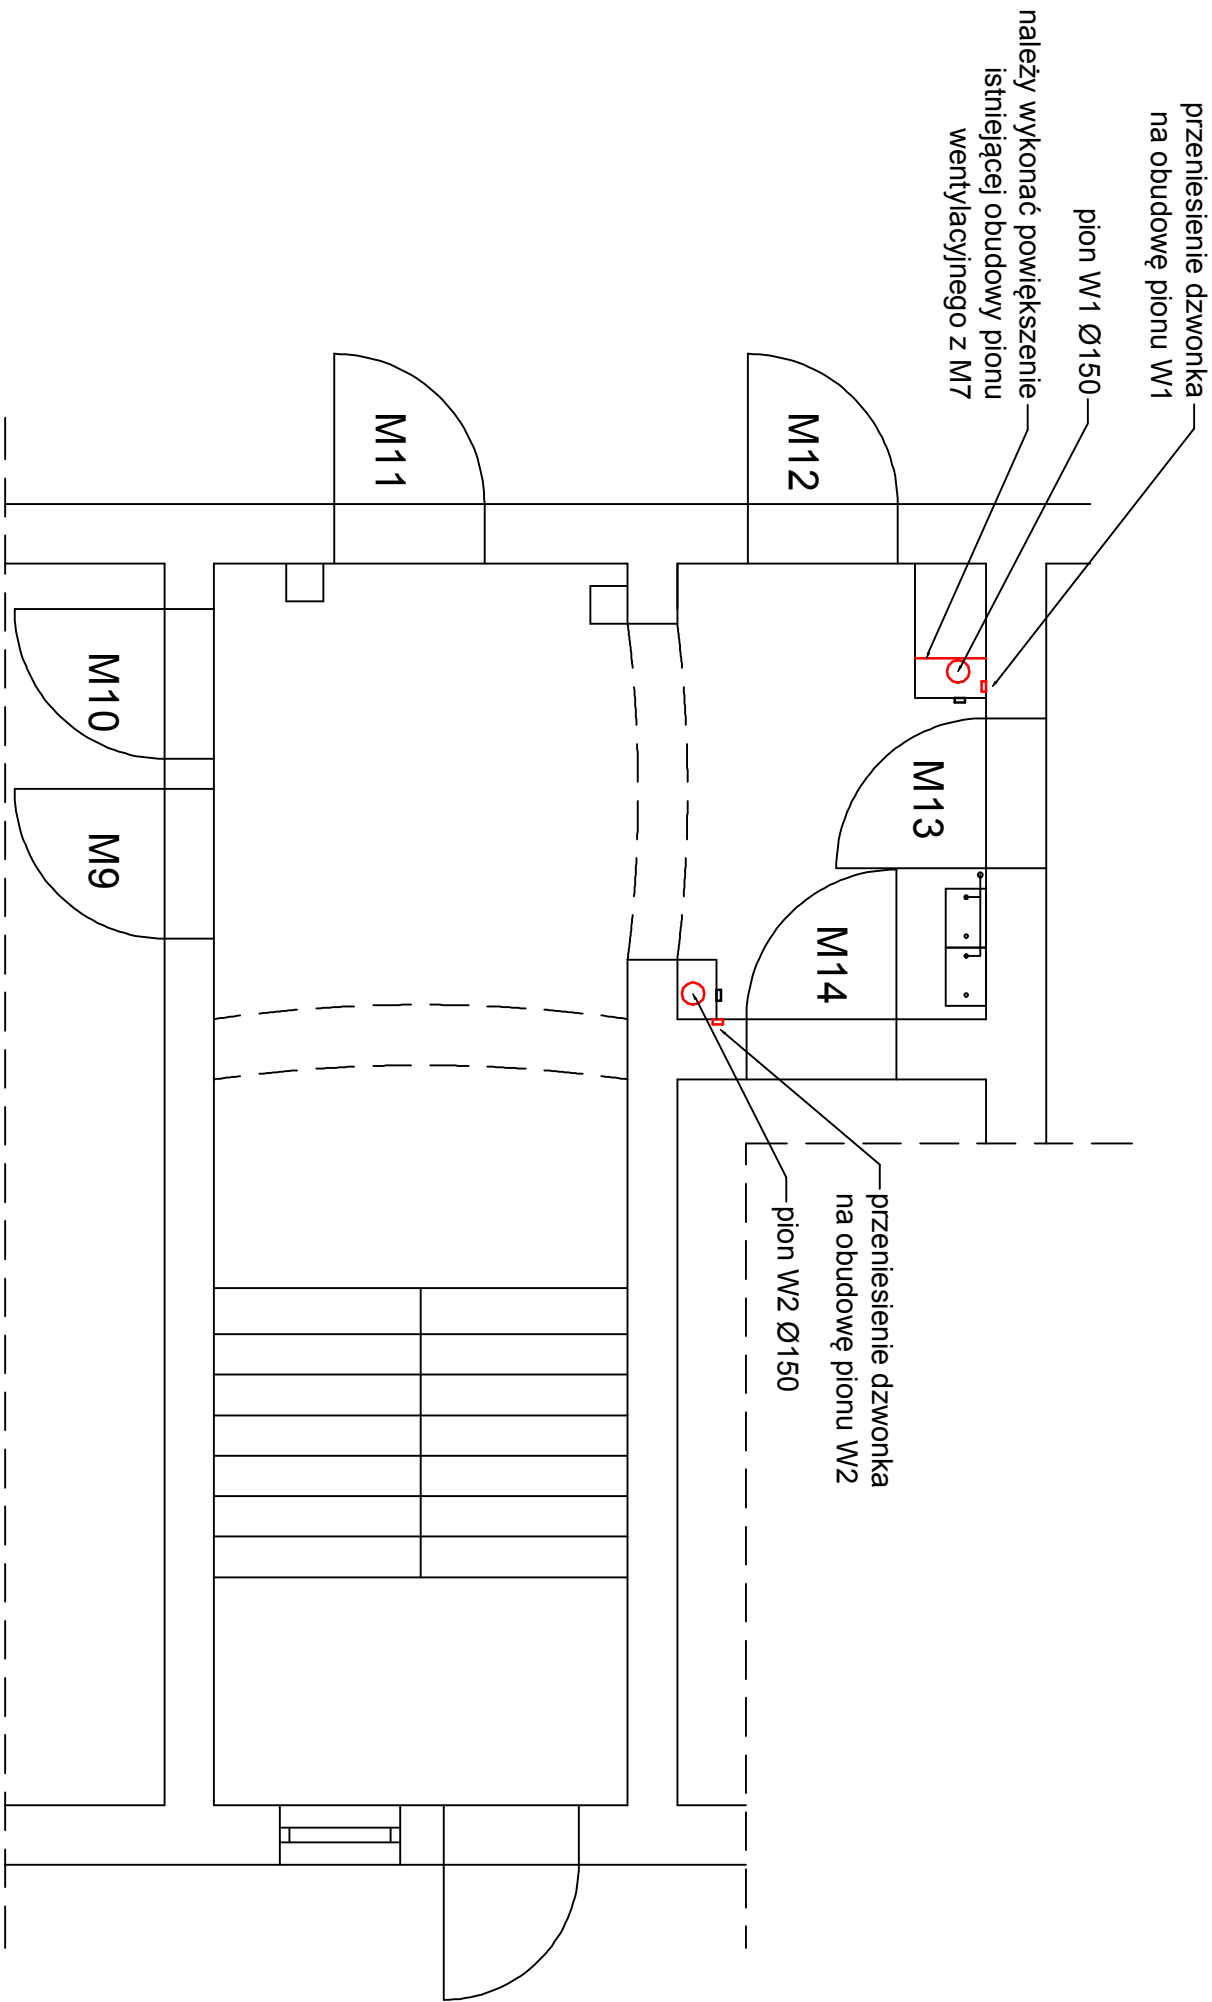 przeniesienie dzwonka
na obudowę pionu W1
pion W1 Ø150
należy wykonać powiększenie
istniejącej obudowy pionu
wentylacyjnego z M7
M12
M11
M13
M10
M14
M9
przeniesienie dzwonka
na obudowę pionu W2
pion W2 Ø150